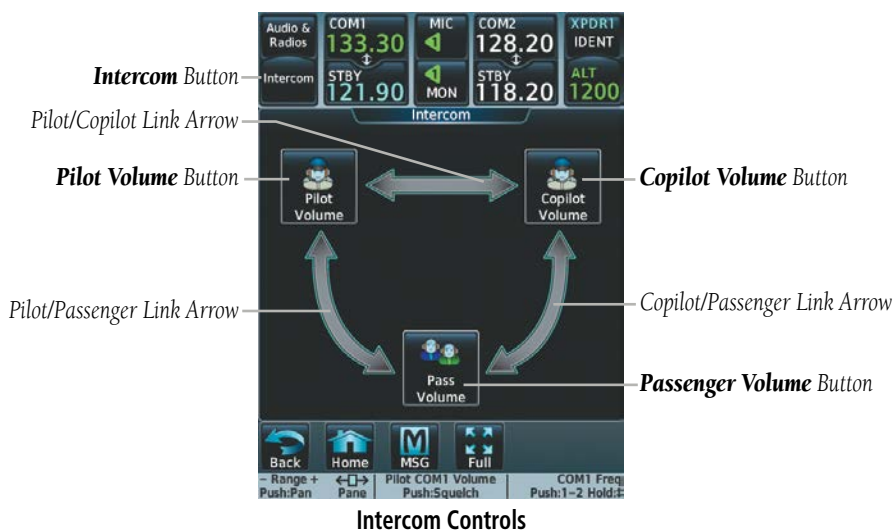 Audio & Radios
COM1
133.30
MIC
1
COM2
128.20
XPDR1
IDENT
Intercom Button
Intercom
STBY
121.90
1
MON
STBY
118.20
ALT
1200
Pilot/Copilot Link Arrow
Intercom
Pilot Volume Button
Pilot
Volume
Copilot
Volume
Copilot Volume Button
Pilot/Passenger Link Arrow
Copilot/Passenger Link Arrow
Pass
Volume
Passenger Volume Button
Back
Home
M
MSG
Full
– Range +
Push:Pan
Pane
Pilot COM1 Volume
Push:Squelch
COM1 Freq
Push:1–2 Hold:
Intercom Controls